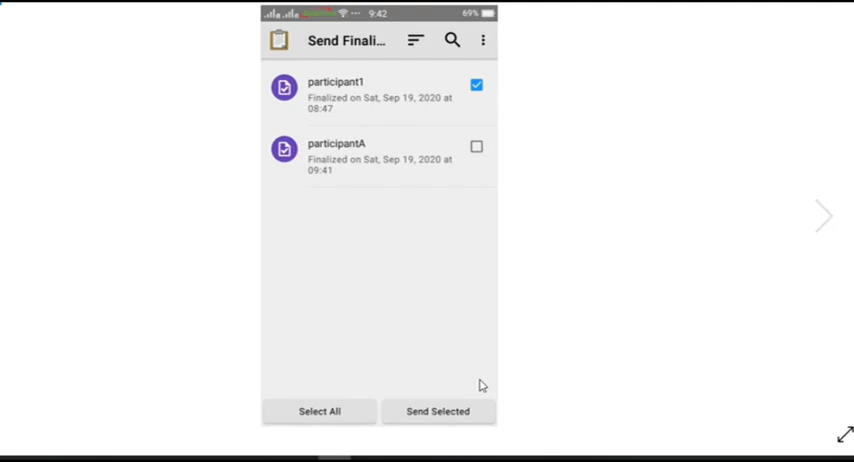 9:42
69%
Send Finali...
participant1
Finalized on Sat, Sep 19, 2020 at
08:47
participantA
Finalized on Sat, Sep 19, 2020 at
09:41
Select All
Send Selected